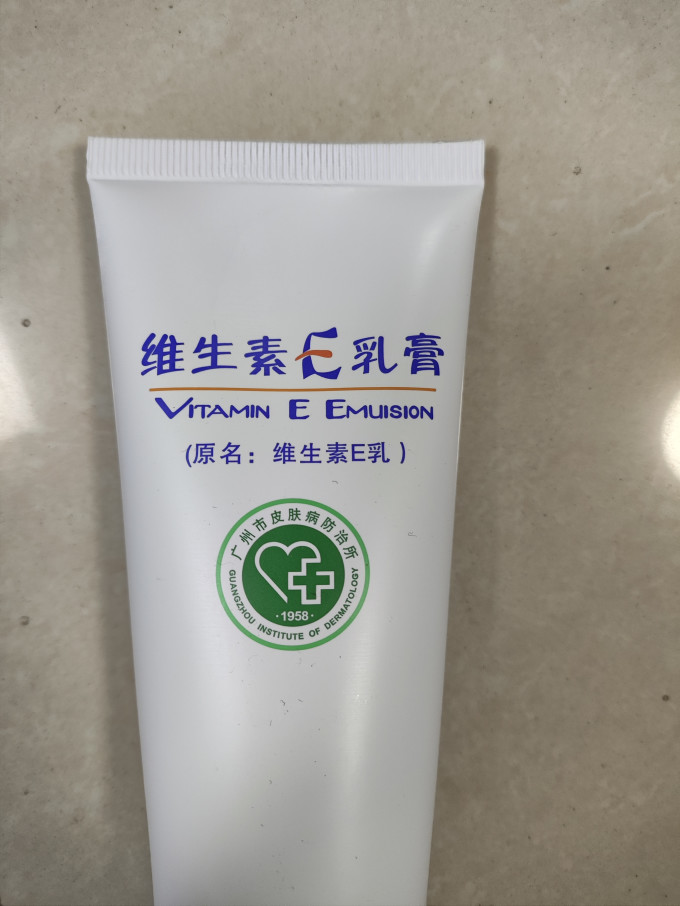 维生素E乳膏
VITAMIN E EMUISION
(原名：维生素E乳)
广州市皮肤病防治所
·1958·
GUANGZHOU INSTITUTE OF DERMATOLOGY